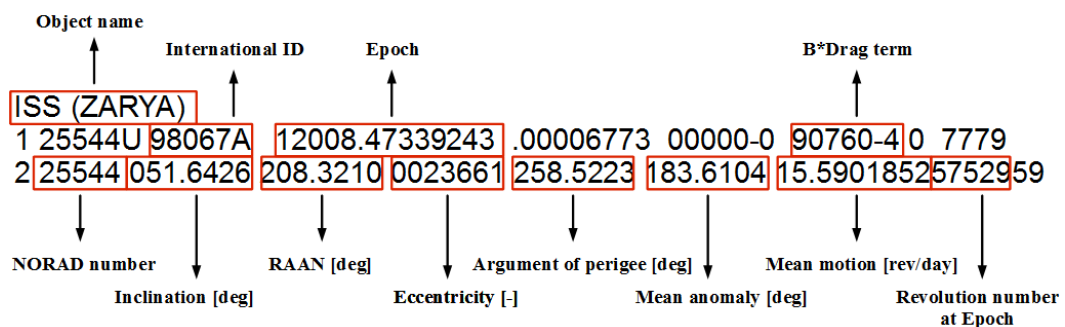 Object name
International ID Epoch B*Drag term
ISS (ZARYA)
1 25544U 98067A 12008.47339243 .00006773 00000-0 90760-4 0 7779
2 25544 051.6426 208.3210 0023661 258.5223 183.6104 15.59018525752959
NORAD number RAAN [deg] Argument of perigee [deg] Mean motion [rev/day]
Inclination [deg] Eccentricity [-] Mean anomaly [deg] Revolution number
at Epoch